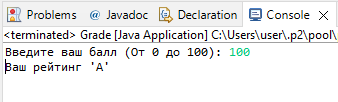 Problems @ Javadoc Declaration Console
<terminated> Grade [Java Application] C:\Users\user\.p2\pool\
Введите ваш балл (От 0 до 100): 100
Ваш рейтинг 'A'